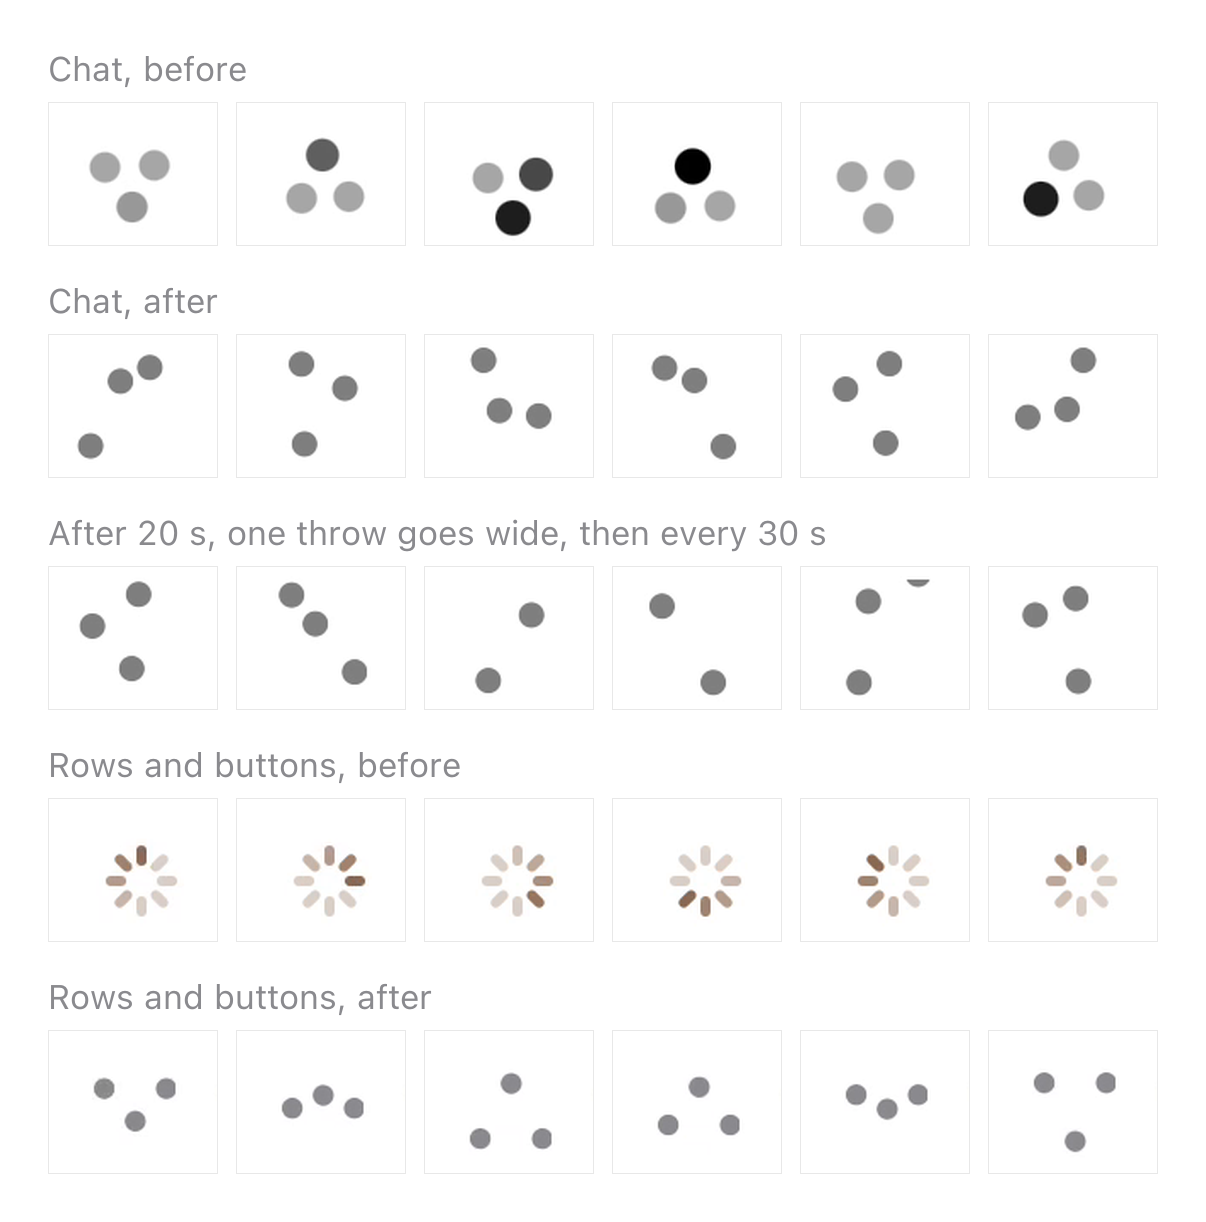 Chat, before
Chat, after
After 20 s, one throw goes wide, then every 30 s
Rows and buttons, before
Rows and buttons, after